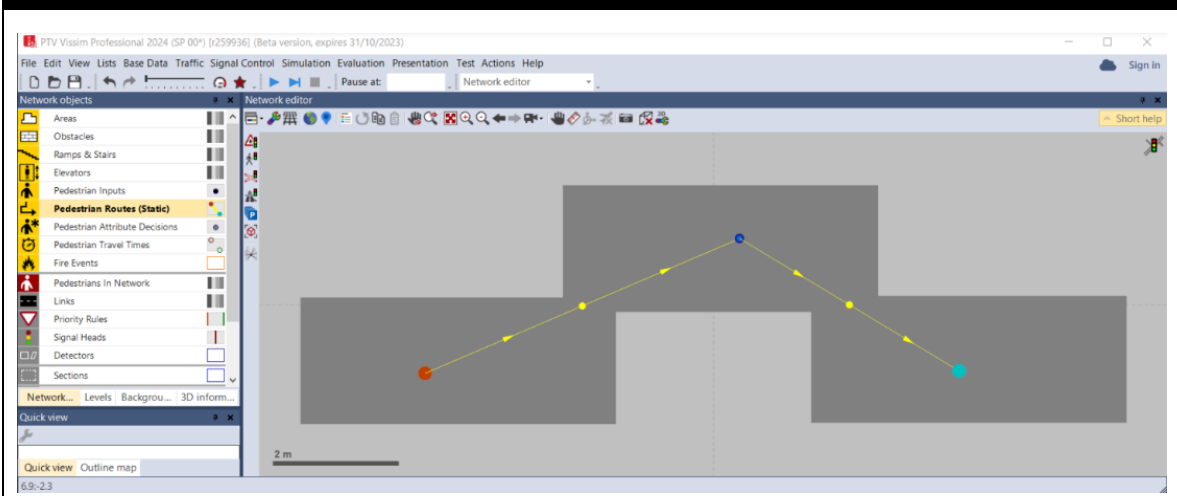 PTV Vissim Professional 2024 (SP 00*) [r259936] (Beta version, expires 31/10/2023)
File Edit View Lists Base Data Traffic Signal Control Simulation Evaluation Presentation Test Actions Help
Sign in
Pause at:
Network editor
Network objects
Areas
Obstacles
Ramps & Stairs
Elevators
Pedestrian Inputs
Pedestrian Routes (Static)
Pedestrian Attribute Decisions
Pedestrian Travel Times
Fire Events
Pedestrians In Network
Links
Priority Rules
Signal Heads
Detectors
Sections
Network... Levels Backgrou... 3D inform...
Quick view
Quick view Outline map
Network editor
Short help
2 m
6.9:-2.3